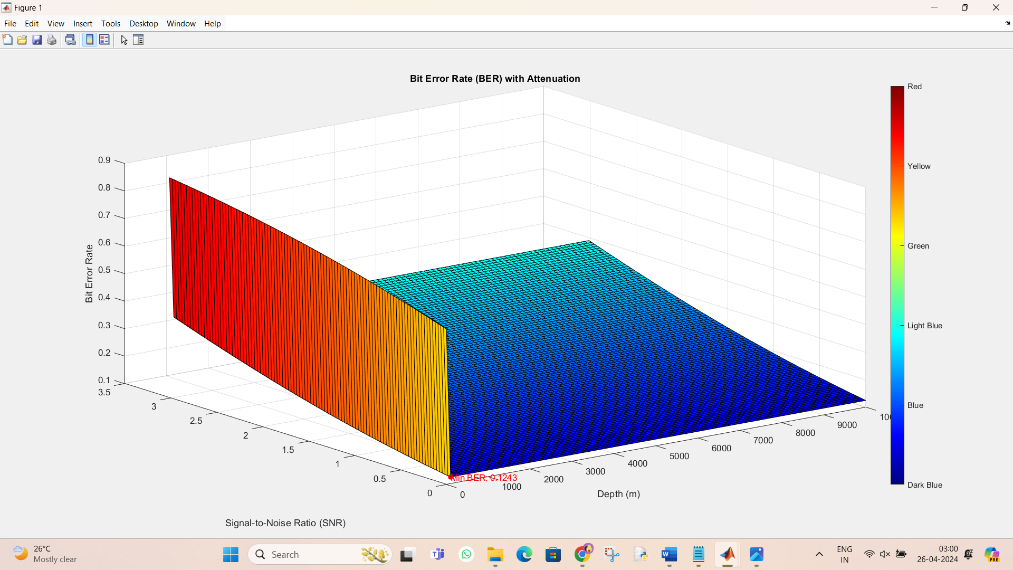 Figure 1
File Edit View Insert Tools Desktop Window Help
Bit Error Rate (BER) with Attenuation
Red
Yellow
Green
Light Blue
Blue
Dark Blue
0.9
0.8
0.7
0.6
0.5
0.4
0.3
0.2
0.1
Bit Error Rate
3.5
3
2.5
2
1.5
1
0.5
0
Signal-to-Noise Ratio (SNR)
Min BER: 0.1243
0
1000
2000
3000
4000
5000
6000
7000
8000
9000
Depth (m)
26°C
Mostly clear
Search
ENG
IN
03:00
26-04-2024
PRE